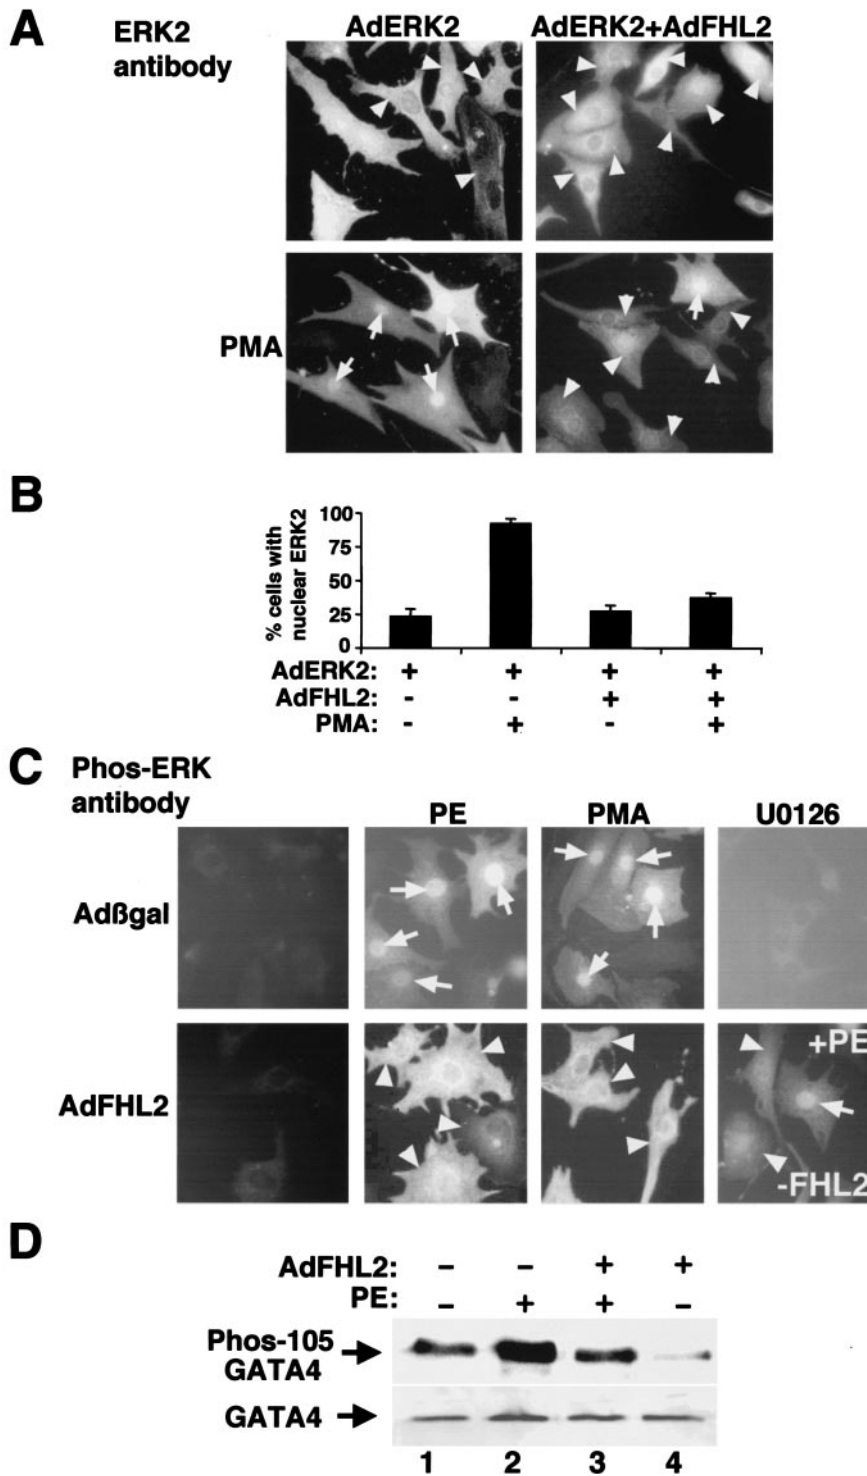 A
ERK2
antibody
AdERK2
AdERK2+AdFHL2
PMA
B
% cells with
nuclear ERK2
100
75
50
25
0
AdERK2: + + + +
AdFHL2: - - + +
PMA: - + - +
C
Phos-ERK
antibody
PE
PMA
U0126
Adßgal
AdFHL2
+PE
-FHL2
D
AdFHL2: - - + +
PE: - + + -
Phos-105
GATA4
GATA4
1 2 3 4